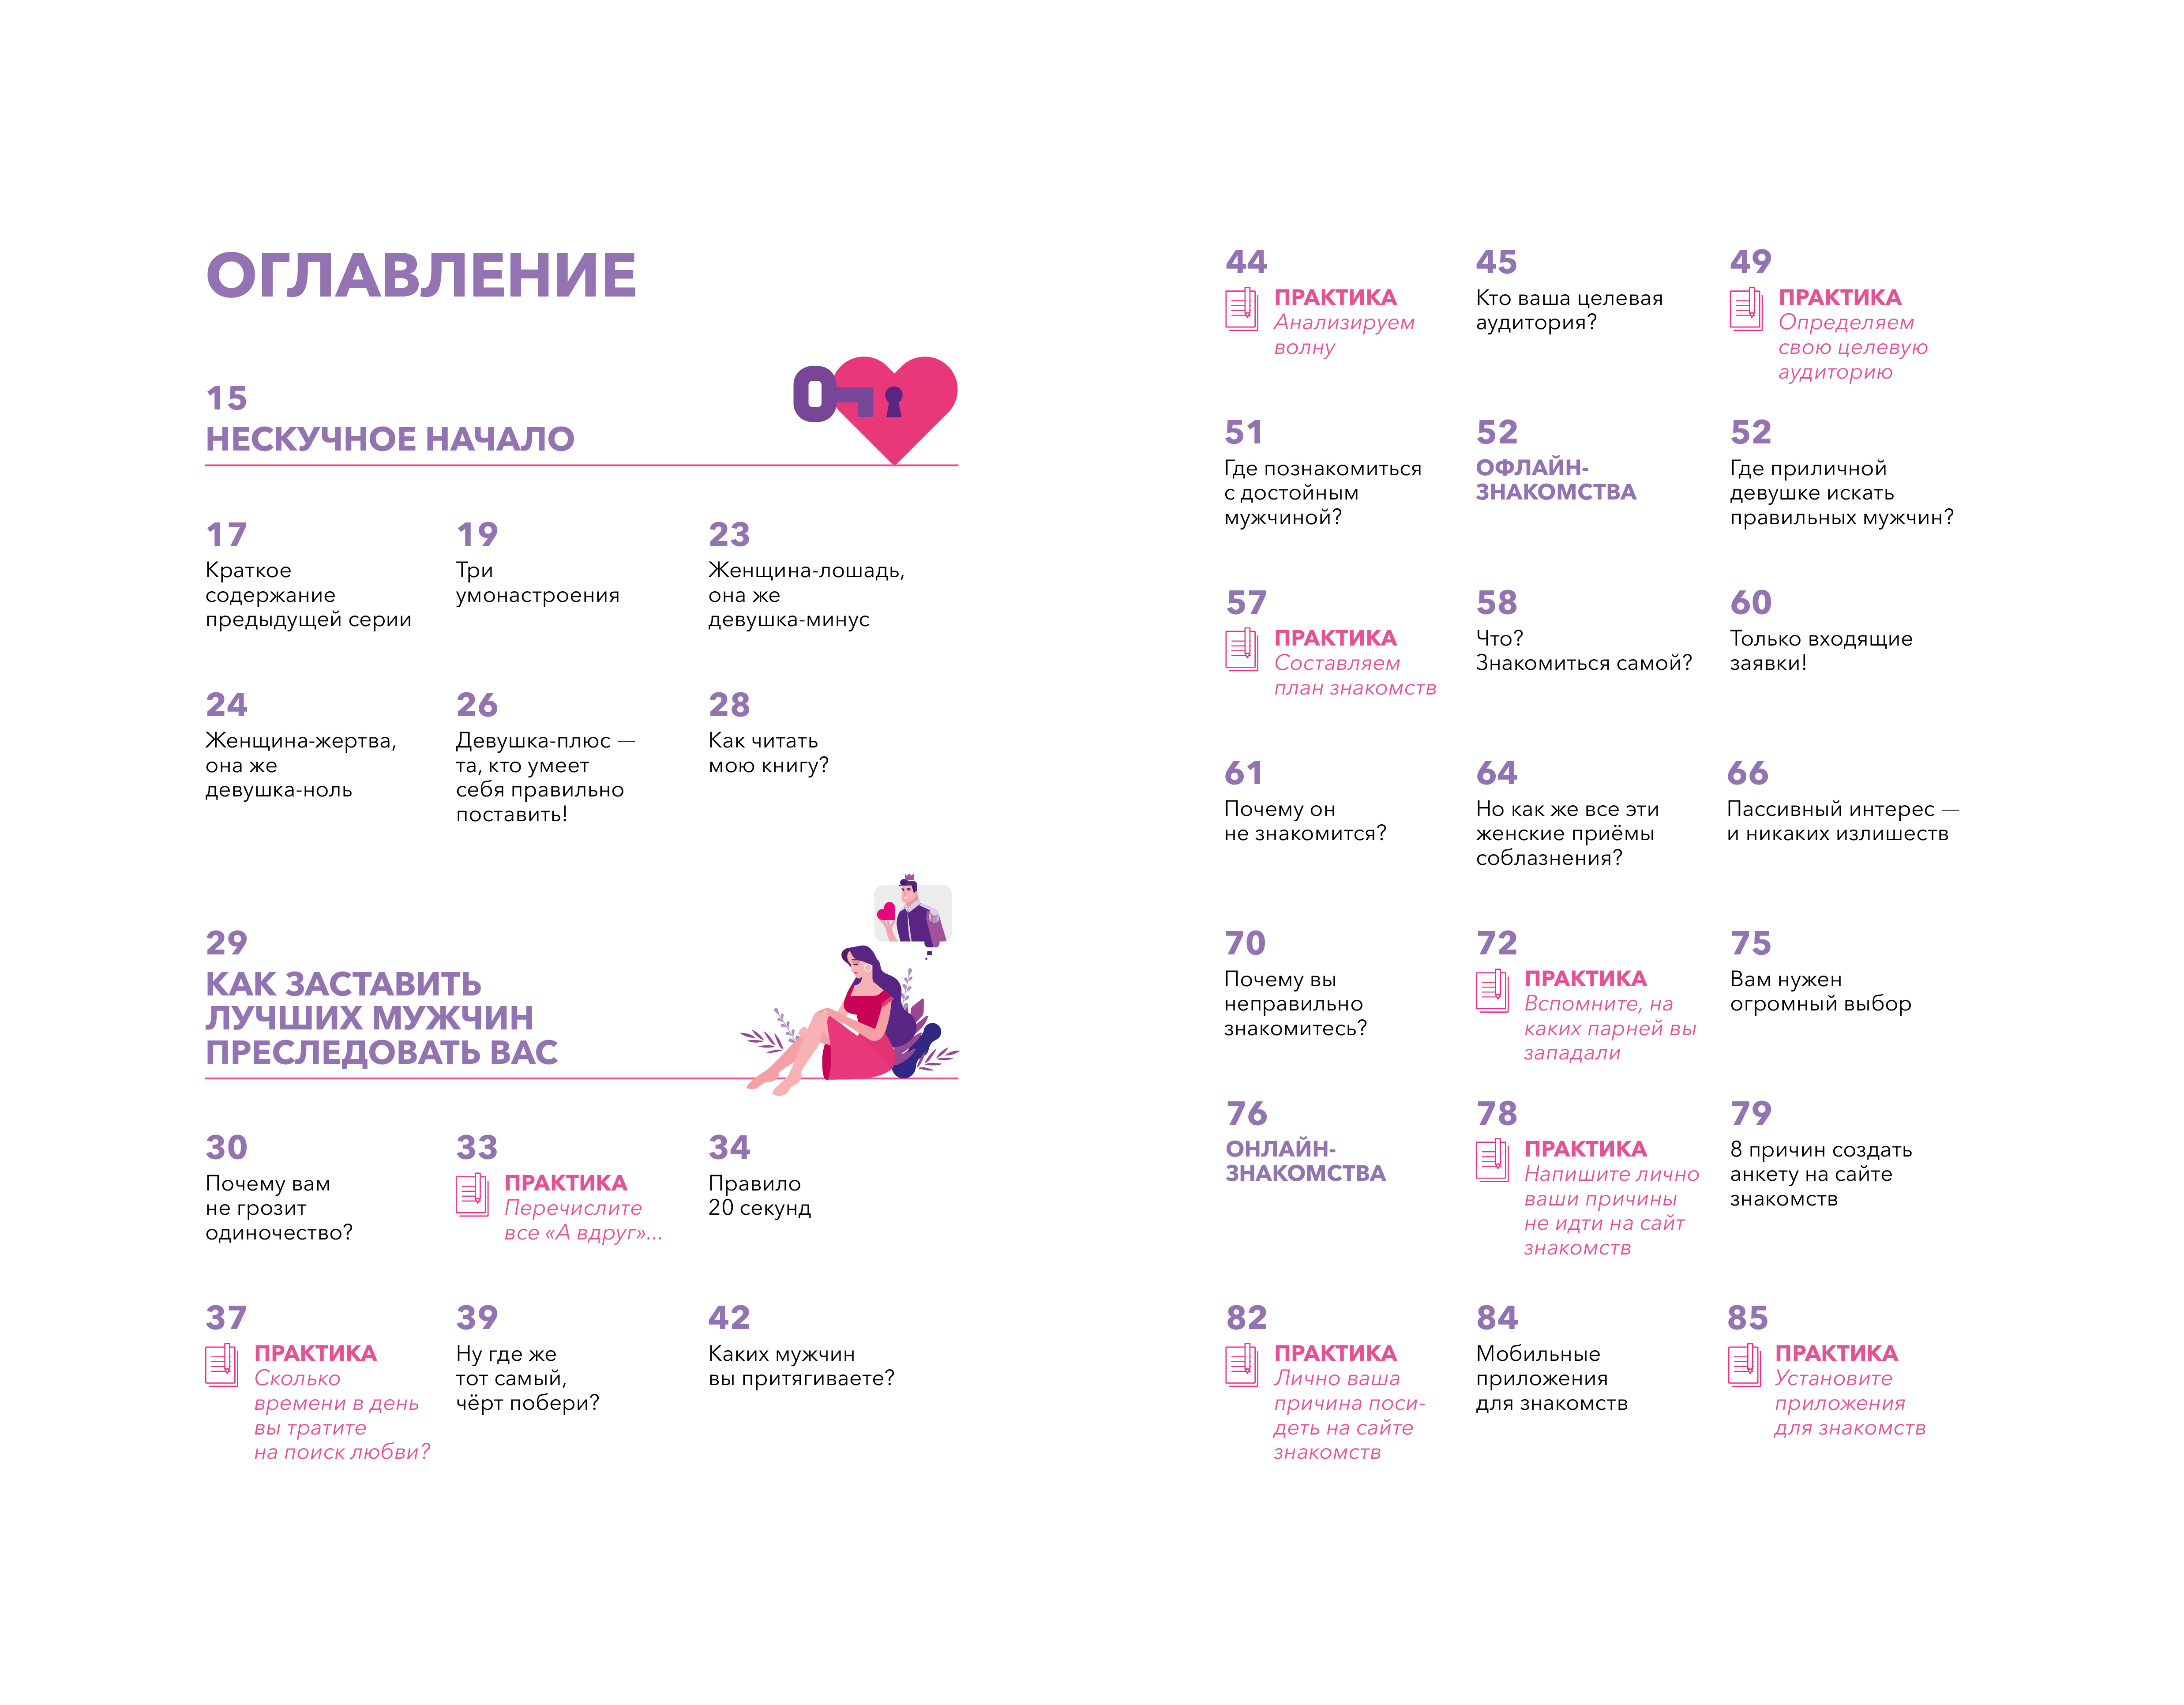 ОГЛАВЛЕНИЕ
15
НЕСКУЧНОЕ НАЧАЛО
17
Краткое
содержание
предыдущей серии
19
Три
умонастроения
23
Женщина-лошадь,
она же
девушка-минус
24
Женщина-жертва,
она же
девушка-ноль
26
Девушка-плюс —
та, кто умеет
себя правильно
поставить!
28
Как читать
мою книгу?
29
КАК ЗАСТАВИТЬ
ЛУЧШИХ МУЖЧИН
ПРЕСЛЕДОВАТЬ ВАС
30
Почему вам
не грозит
одиночество?
33
ПРАКТИКА
Перечислите
все «А вдруг»...
34
Правило
20 секунд
37
ПРАКТИКА
Сколько
времени в день
вы тратите
на поиск любви?
39
Ну где же
тот самый,
чёрт побери?
42
Каких мужчин
вы притягиваете?
44
ПРАКТИКА
Анализируем
волну
45
Кто ваша целевая
аудитория?
49
ПРАКТИКА
Определяем
свою целевую
аудиторию
51
Где познакомиться
с достойным
мужчиной?
52
ОФЛАЙН-
ЗНАКОМСТВА
52
Где приличной
девушке искать
правильных мужчин?
57
ПРАКТИКА
Составляем
план знакомств
58
Что?
Знакомиться самой?
60
Только входящие
заявки!
61
Почему он
не знакомится?
64
Но как же все эти
женские приёмы
соблазнения?
66
Пассивный интерес —
и никаких излишеств
70
Почему вы
неправильно
знакомитесь?
72
ПРАКТИКА
Вспомните, на
каких парней вы
западали
75
Вам нужен
огромный выбор
76
ОНЛАЙН-
ЗНАКОМСТВА
78
ПРАКТИКА
Напишите лично
ваши причины
не идти на сайт
знакомств
79
8 причин создать
анкету на сайте
знакомств
82
ПРАКТИКА
Лично ваша
причина поси-
деть на сайте
знакомств
84
Мобильные
приложения
для знакомств
85
ПРАКТИКА
Установите
приложения
для знакомств